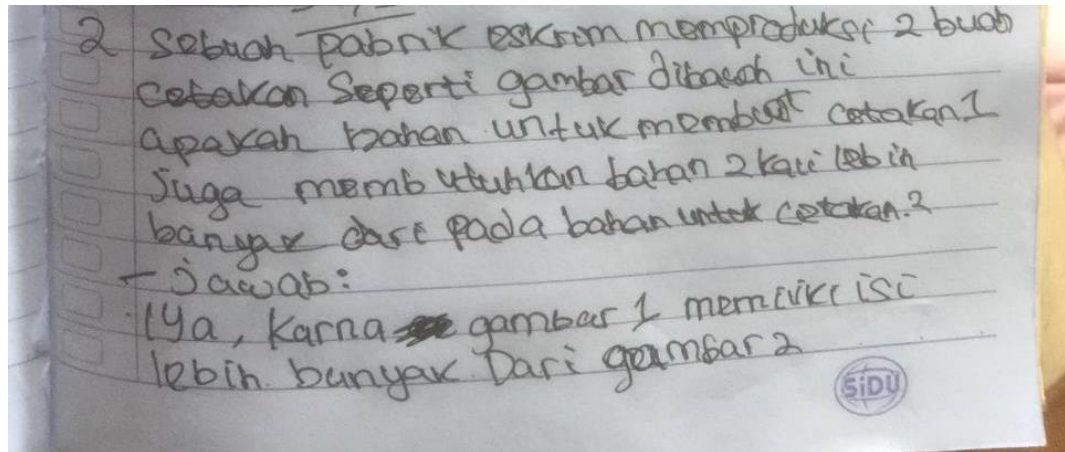 2 Sebuah Pabrik eskrim memproduksi 2 buah
cetakan Seperti gambar dibawah ini
apakah bahan untuk membuat cetakan 1
Juga membutuhkan bahan 2 kali lebih
banyak dari pada bahan untuk cetakan.2
- Jawab:
Iya, Karna gambar 1 memiliki isi
lebih banyak Dari gambar 2
SiDU